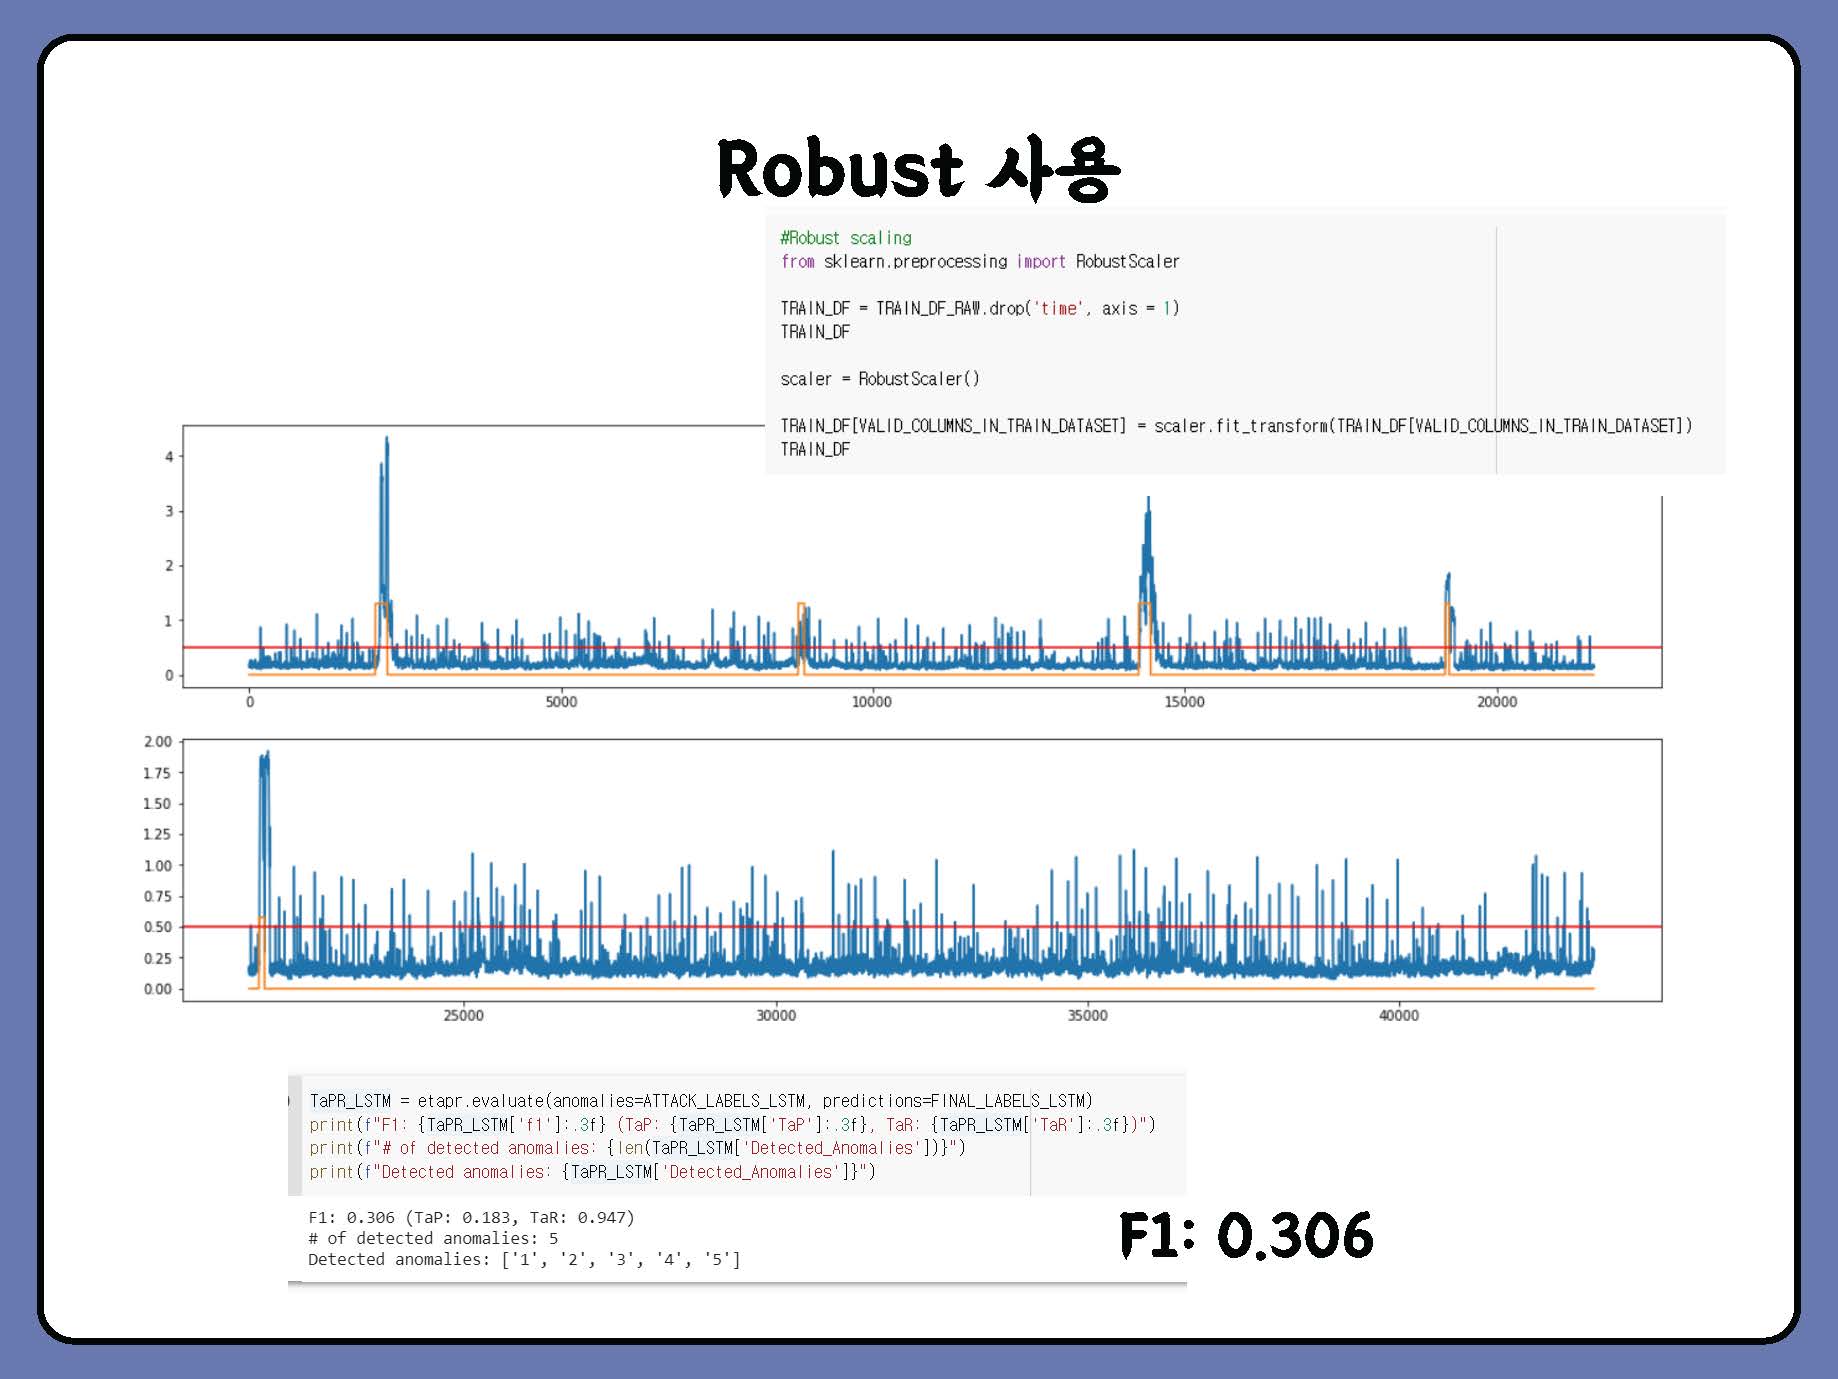 Robust 사용
#Robust scaling
from sklearn.preprocessing import RobustScaler
TRAIN_DF = TRAIN_DF_RAW.drop('time', axis = 1)
TRAIN_DF
scaler = RobustScaler()
TRAIN_DF[VALID_COLUMNS_IN_TRAIN_DATASET] = scaler.fit_transform(TRAIN_DF[VALID_COLUMNS_IN_TRAIN_DATASET])
TRAIN_DF
4
3
2
1
0
0 5000 10000 15000 20000
2.00
1.75
1.50
1.25
1.00
0.75
0.50
0.25
0.00
25000 30000 35000 40000
TaPR_LSTM = etapr.evaluate(anomalies=ATTACK_LABELS_LSTM, predictions=FINAL_LABELS_LSTM)
print(f"F1: {TaPR_LSTM['f1']:.3f} (TaP: {TaPR_LSTM['TaP']:.3f}, TaR: {TaPR_LSTM['TaR']:.3f})")
print(f"# of detected anomalies: {len(TaPR_LSTM['Detected_Anomalies'])}")
print(f"Detected anomalies: {TaPR_LSTM['Detected_Anomalies']}")
F1: 0.306 (TaP: 0.183, TaR: 0.947)
# of detected anomalies: 5
Detected anomalies: ['1', '2', '3', '4', '5']
F1: 0.306